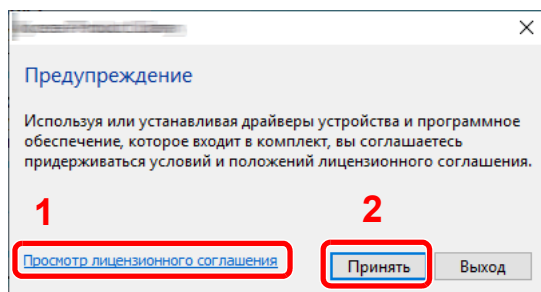 Предупреждение
Используя или устанавливая драйверы устройства и программное
обеспечение, которое входит в комплект, вы соглашаетесь
придерживаться условий и положений лицензионного соглашения.
1
2
Просмотр лицензионного соглашения
Принять
Выход